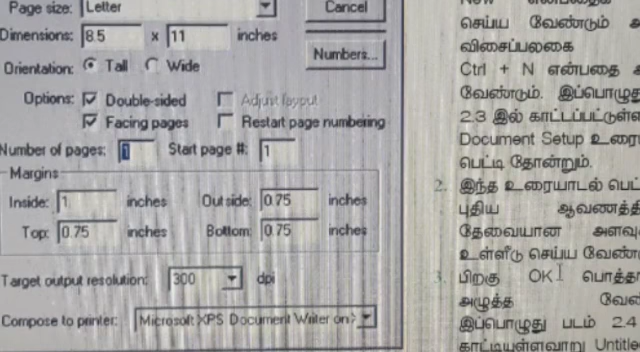 Page size: Letter
Cancel
Dimensions: 8.5 x 11 inches
Numbers...
Orientation: Tall Wide
Options: Double-sided Adjust layout
Facing pages Restart page numbering
Number of pages: 1 Start page #: 1
Margins
Inside: 1 inches Outside: 0.75 inches
Top: 0.75 inches Bottom: 0.75 inches
Target output resolution: 300 dpi
Compose to printer: Microsoft XPS Document Writer on
New
செய்ய வேண்டும்
விசைப்பலகை
Ctrl + N என்பதை
வேண்டும். இப்பொழுது
2.3 இல்
Document Setup
பெட்டி தோன்றும்.
2. இந்த உரையாடல்
புதிய
தேவையான
உள்ளீடு செய்ய
3. பிறகு OK
அழுத்த
இப்பொழுது படம் 2.4
காட்டியுள்ளவாறு